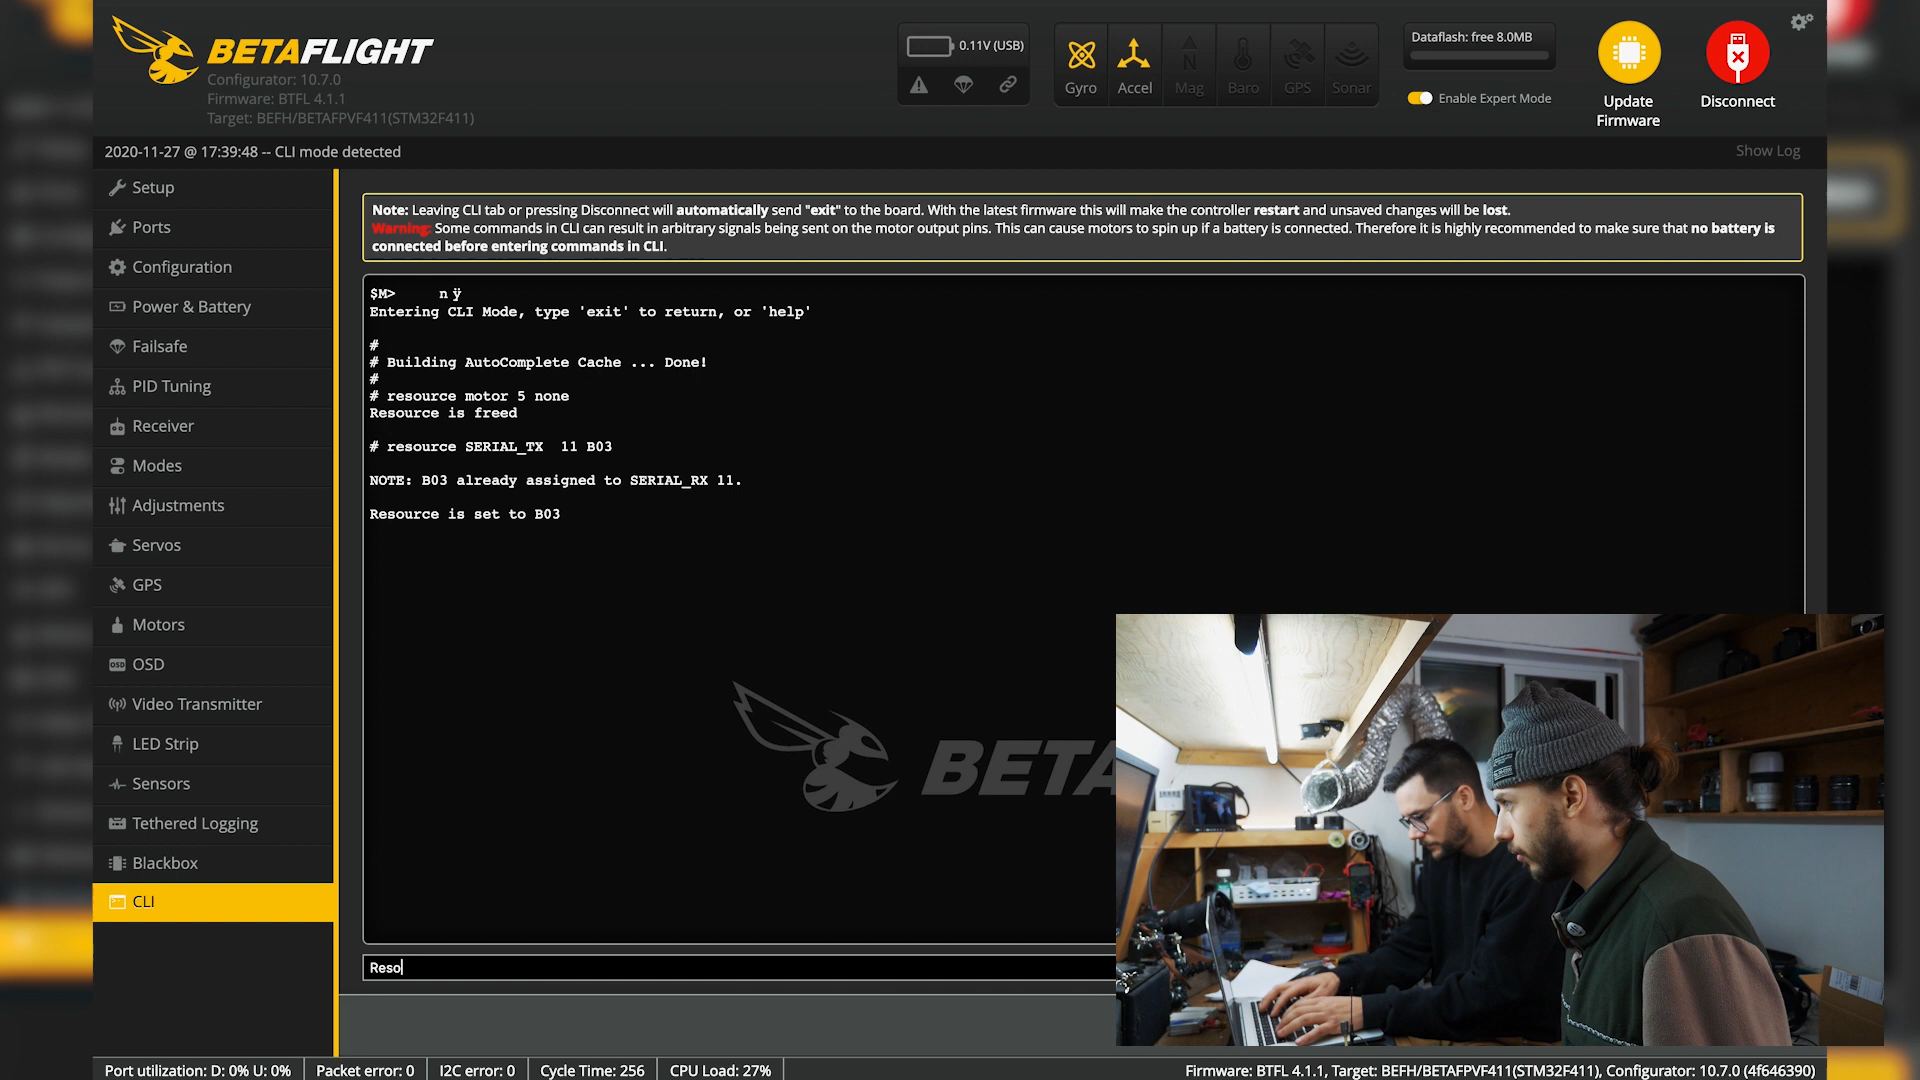 BETAFLIGHT
Configurator: 10.7.0
Firmware: BTFL 4.1.1
Target: BEFH/BETAFPVF411(STM32F411)
0.11V (USB)
Gyro
Accel
Mag
Baro
GPS
Sonar
Dataflash: free 8.0MB
Enable Expert Mode
Update
Firmware
Disconnect
2020-11-27 @ 17:39:48 -- CLI mode detected
Show Log
Setup
Ports
Configuration
Power & Battery
Failsafe
PID Tuning
Receiver
Modes
Adjustments
Servos
GPS
Motors
OSD
Video Transmitter
LED Strip
Sensors
Tethered Logging
Blackbox
CLI
Note: Leaving CLI tab or pressing Disconnect will automatically send "exit" to the board. With the latest firmware this will make the controller restart and unsaved changes will be lost.
Warning: Some commands in CLI can result in arbitrary signals being sent on the motor output pins. This can cause motors to spin up if a battery is connected. Therefore it is highly recommended to make sure that no battery is
connected before entering commands in CLI.
$M> n ÿ
Entering CLI Mode, type 'exit' to return, or 'help'
#
# Building AutoComplete Cache ... Done!
#
# resource motor 5 none
Resource is freed
# resource SERIAL_TX  11 B03
NOTE: B03 already assigned to SERIAL_RX 11.
Resource is set to B03
BETA
Reso
Port utilization: D: 0% U: 0%
Packet error: 0
I2C error: 0
Cycle Time: 256
CPU Load: 27%
Firmware: BTFL 4.1.1, Target: BEFH/BETAFPVF411(STM32F411), Configurator: 10.7.0 (4f646390)